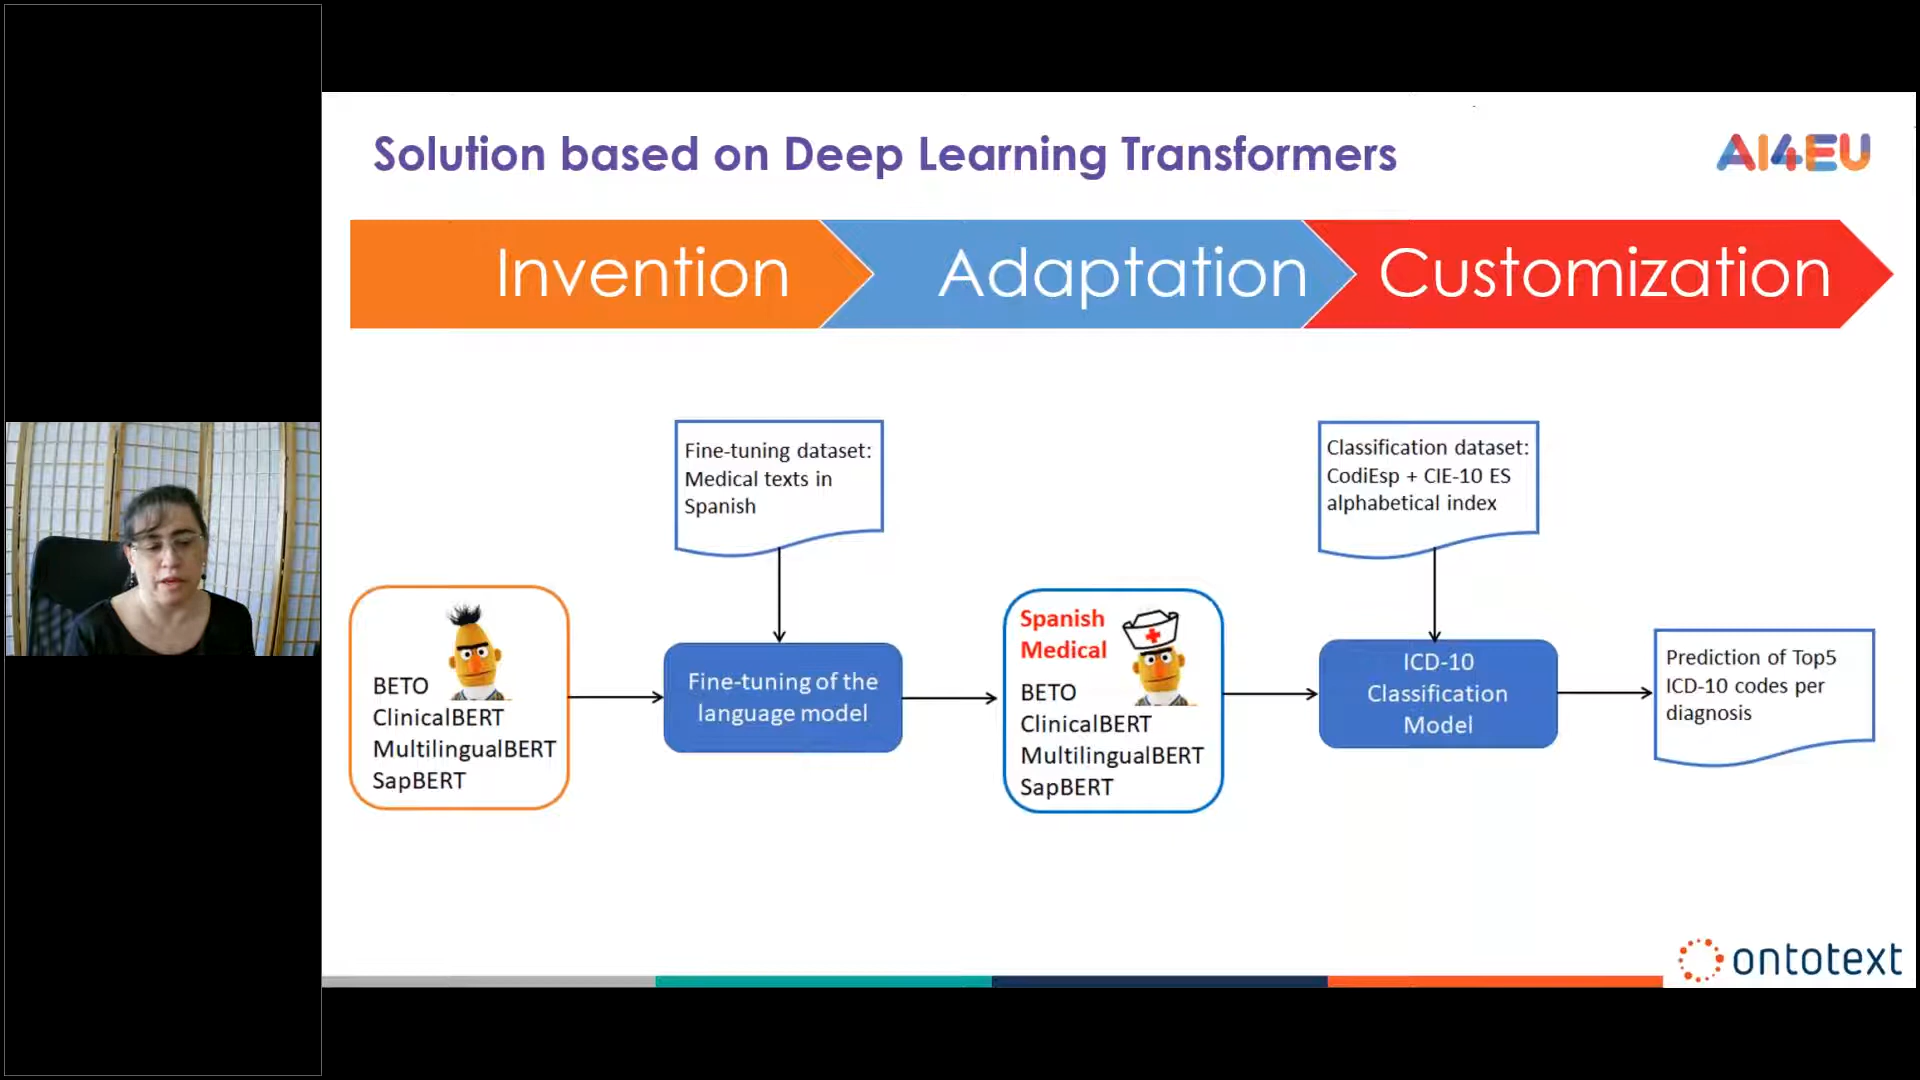 Solution based on Deep Learning Transformers
AI4EU
Invention
Adaptation
Customization
Fine-tuning dataset:
Medical texts in
Spanish
Classification dataset:
CodiEsp + CIE-10 ES
alphabetical index
BETO
ClinicalBERT
MultilingualBERT
SapBERT
Fine-tuning of the
language model
Spanish
Medical
BETO
ClinicalBERT
MultilingualBERT
SapBERT
ICD-10
Classification
Model
Prediction of Top5
ICD-10 codes per
diagnosis
ontotext